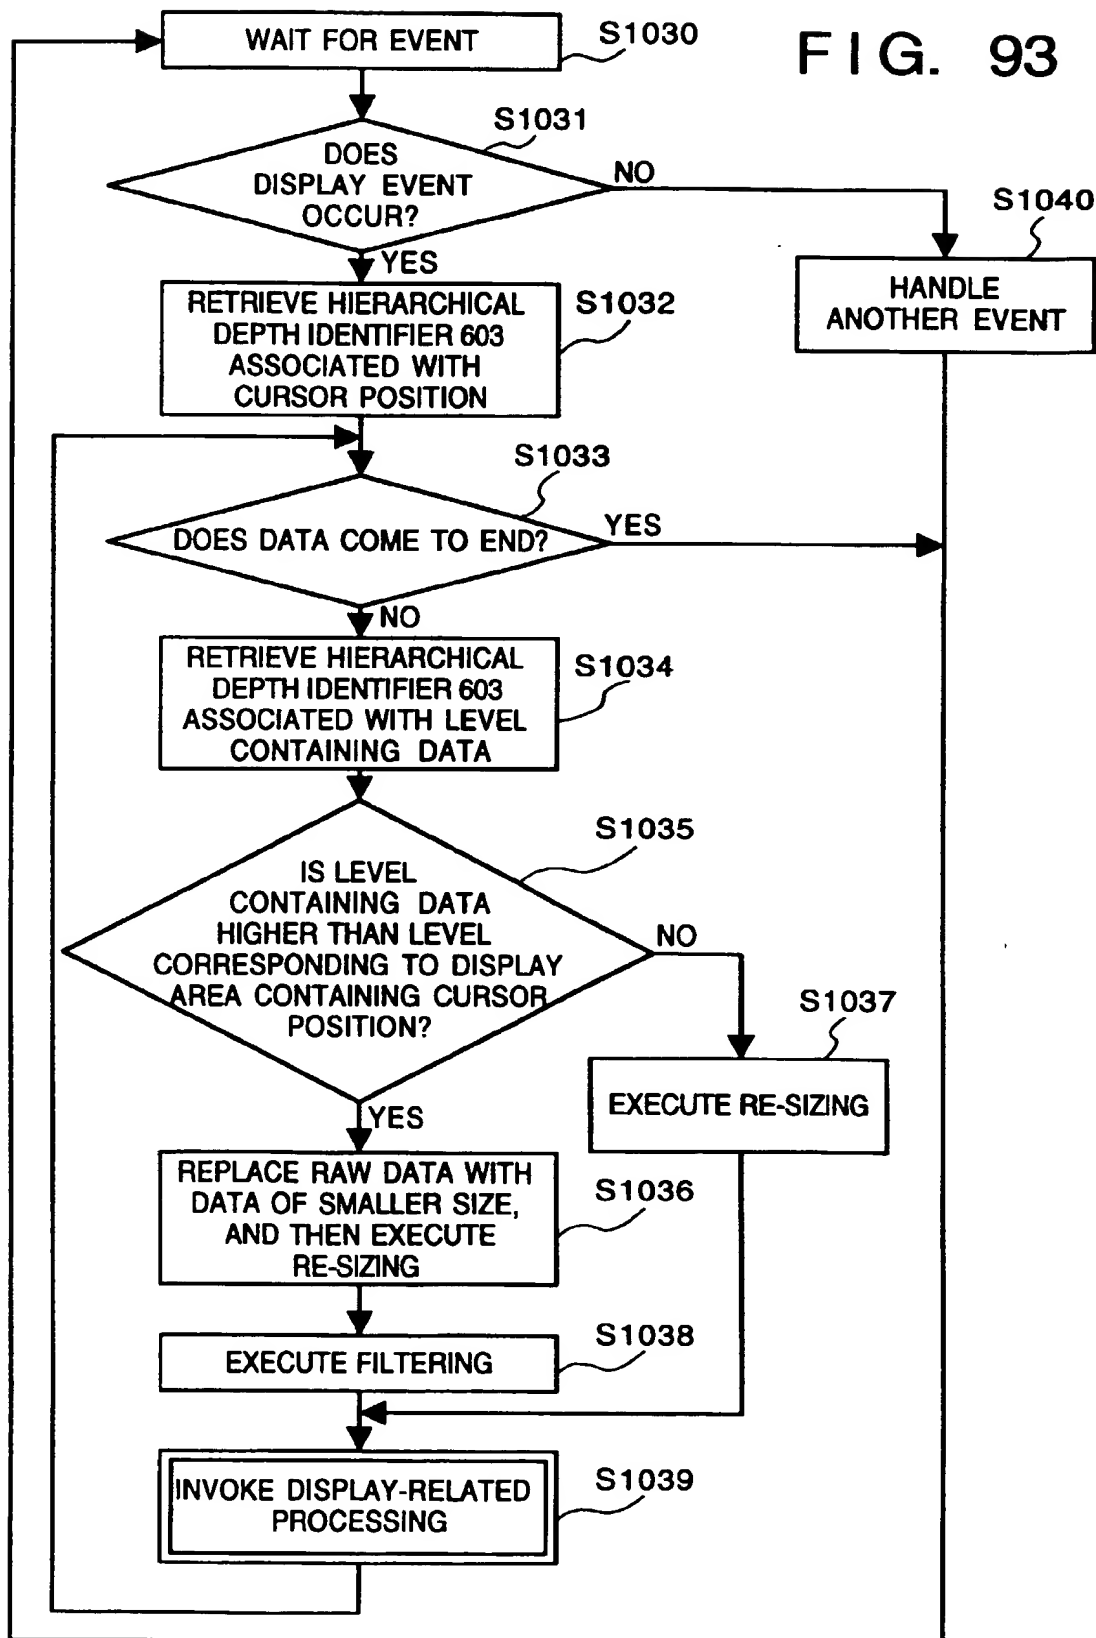 FIG. 93
WAIT FOR EVENT
S1030
S1031
DOES
DISPLAY EVENT
OCCUR?
NO
YES
S1040
HANDLE
ANOTHER EVENT
RETRIEVE HIERARCHICAL
DEPTH IDENTIFIER 603
ASSOCIATED WITH
CURSOR POSITION
S1032
S1033
DOES DATA COME TO END?
YES
NO
RETRIEVE HIERARCHICAL
DEPTH IDENTIFIER 603
ASSOCIATED WITH LEVEL
CONTAINING DATA
S1034
S1035
IS LEVEL
CONTAINING DATA
HIGHER THAN LEVEL
CORRESPONDING TO DISPLAY
AREA CONTAINING CURSOR
POSITION?
NO
YES
S1037
EXECUTE RE-SIZING
REPLACE RAW DATA WITH
DATA OF SMALLER SIZE,
AND THEN EXECUTE
RE-SIZING
S1036
EXECUTE FILTERING
S1038
INVOKE DISPLAY-RELATED
PROCESSING
S1039